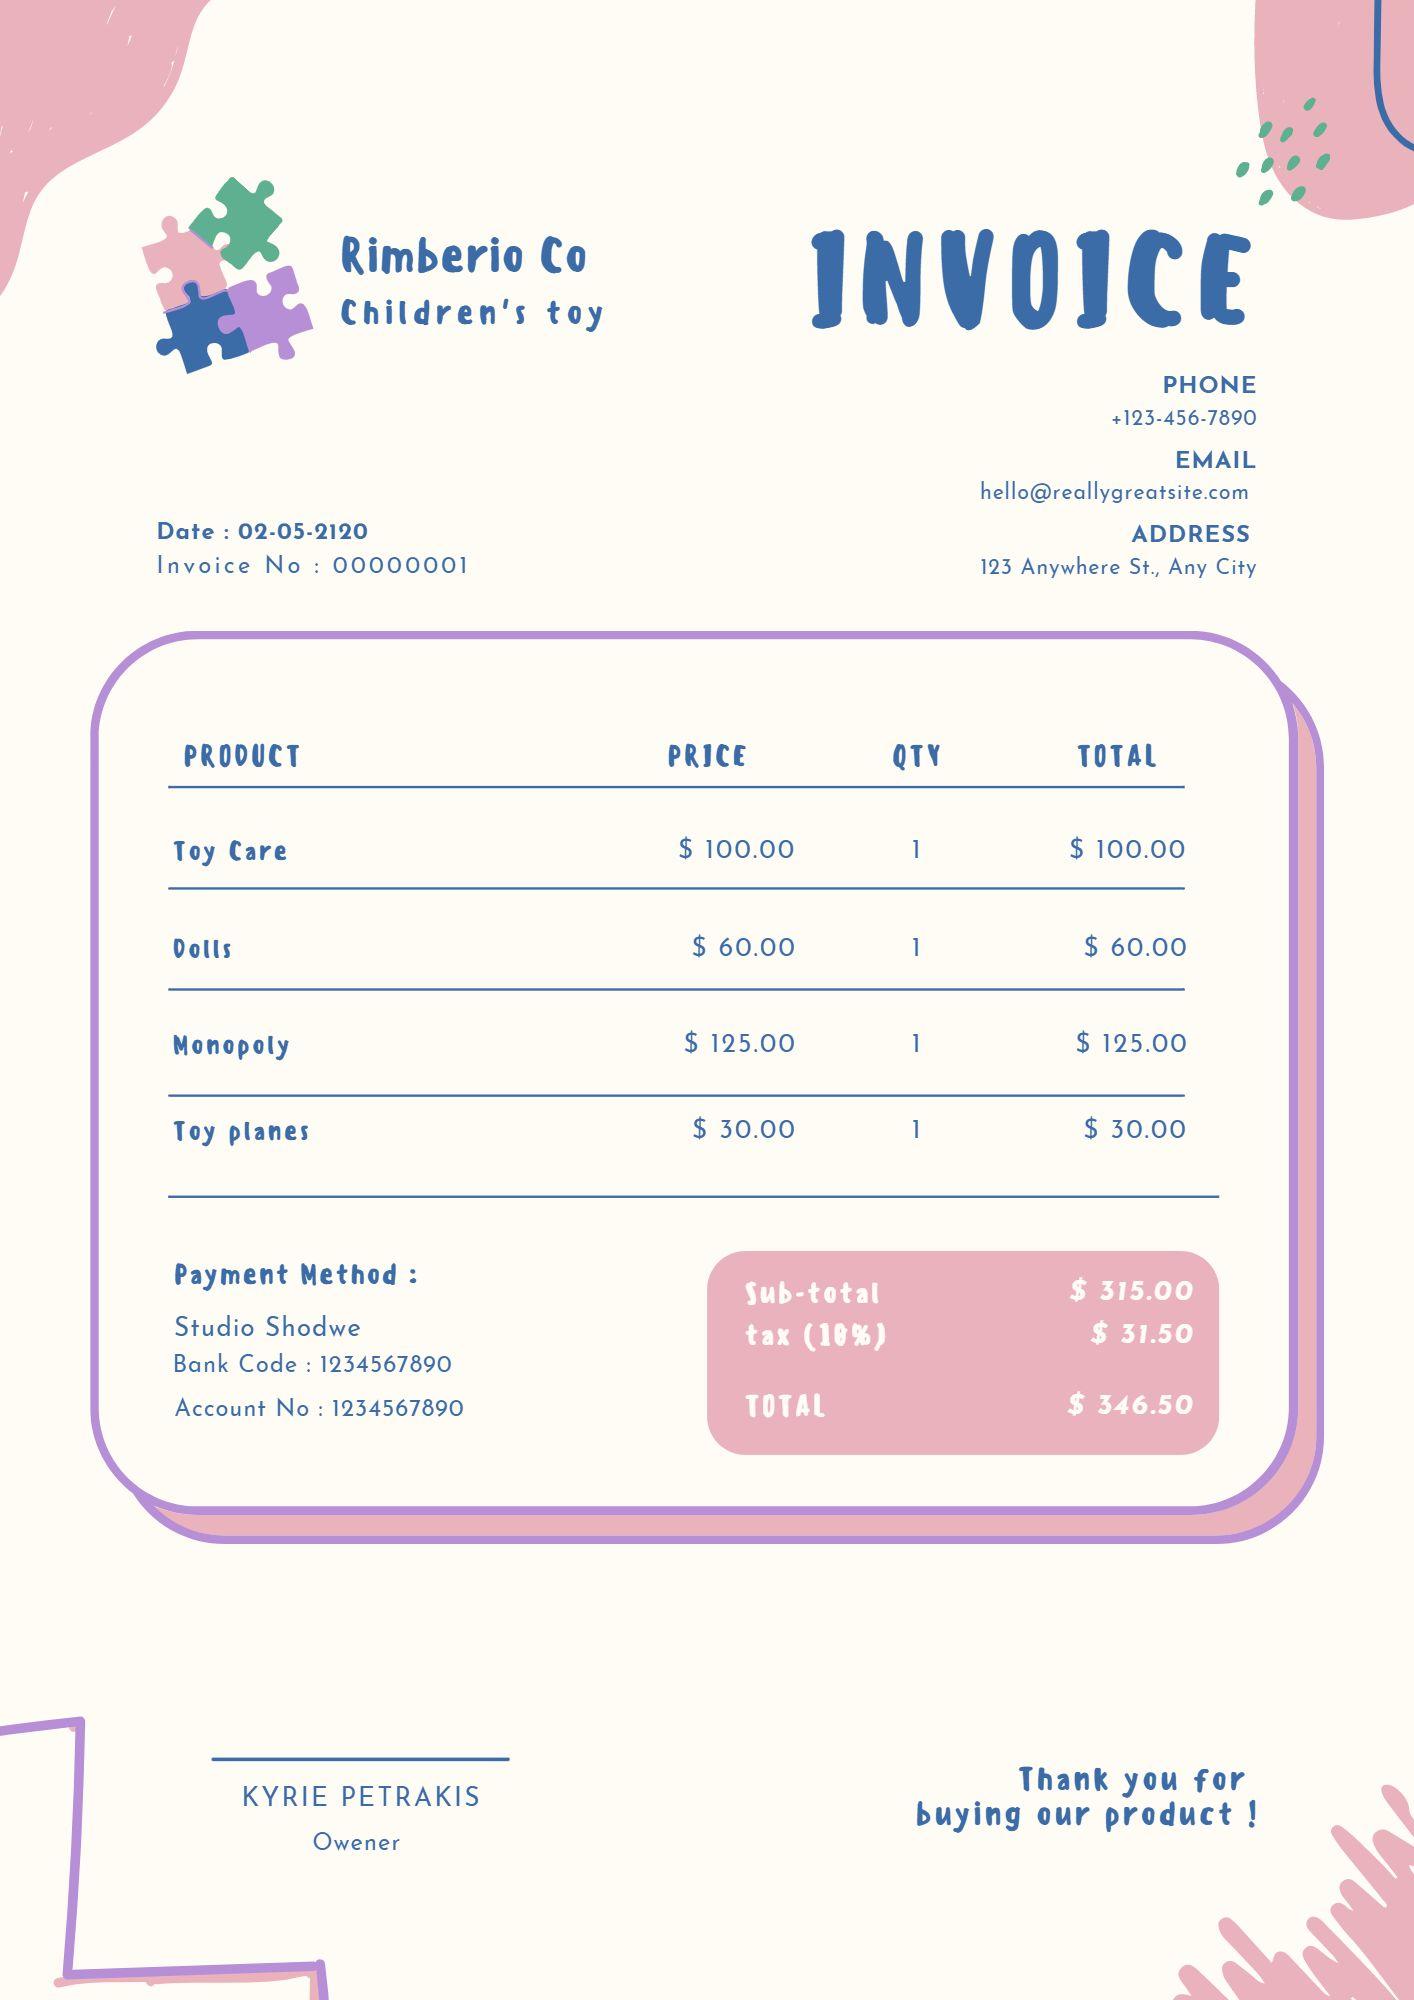 Rimberio Co
Children's toy
INVOICE
PHONE
+123-456-7890
EMAIL
hello@reallygreatsite.com
ADDRESS
123 Anywhere St., Any City
Date : 02-05-2120
Invoice No : 00000001
PRODUCT PRICE QTY TOTAL
Toy Care $ 100.00 1 $ 100.00
Dolls $ 60.00 1 $ 60.00
Monopoly $ 125.00 1 $ 125.00
Toy planes $ 30.00 1 $ 30.00
Payment Method :
Studio Shodwe
Bank Code : 1234567890
Account No : 1234567890
Sub-total $ 315.00
tax (10%) $ 31.50
TOTAL $ 346.50
KYRIE PETRAKIS
Owener
Thank you for
buying our product !